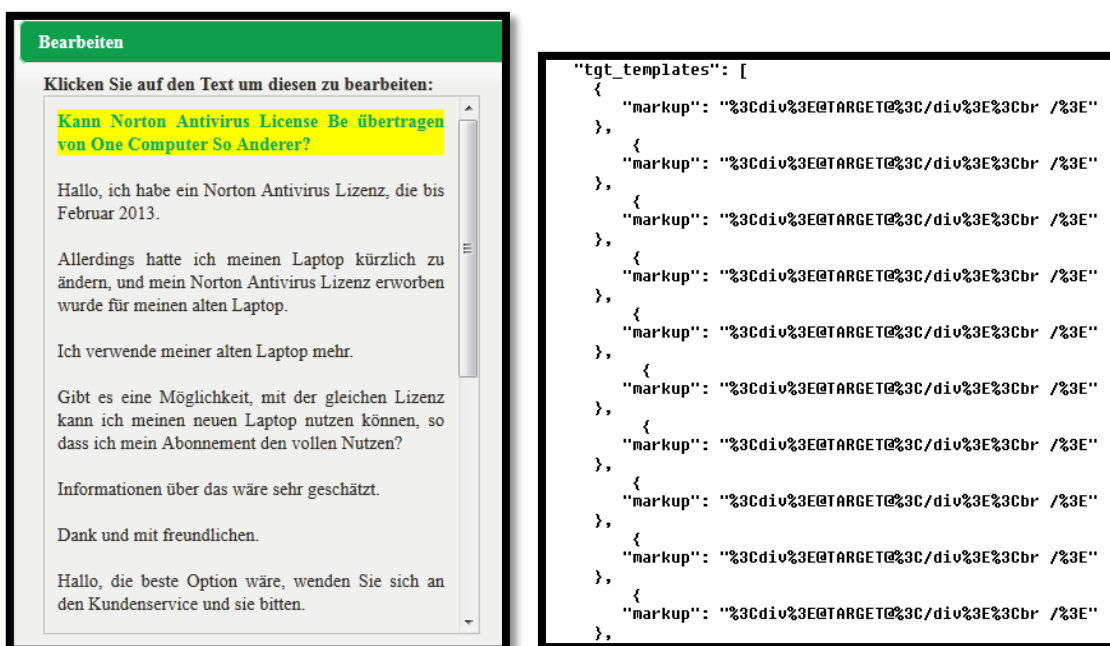 Bearbeiten
Klicken Sie auf den Text um diesen zu bearbeiten:
Kann Norton Antivirus License Be übertragen
von One Computer So Anderer?
Hallo, ich habe ein Norton Antivirus Lizenz, die bis
Februar 2013.
Allerdings hatte ich meinen Laptop kürzlich zu
ändern, und mein Norton Antivirus Lizenz erworben
wurde für meinen alten Laptop.
Ich verwende meiner alten Laptop mehr.
Gibt es eine Möglichkeit, mit der gleichen Lizenz
kann ich meinen neuen Laptop nutzen können, so
dass ich mein Abonnement den vollen Nutzen?
Informationen über das wäre sehr geschätzt.
Dank und mit freundlichen.
Hallo, die beste Option wäre, wenden Sie sich an
den Kundenservice und sie bitten.
"tgt_templates": [
{
"markup": "%3Cdiv%3E@TARGET@%3C/div%3E%3Cbr /%3E"
},
{
"markup": "%3Cdiv%3E@TARGET@%3C/div%3E%3Cbr /%3E"
},
{
"markup": "%3Cdiv%3E@TARGET@%3C/div%3E%3Cbr /%3E"
},
{
"markup": "%3Cdiv%3E@TARGET@%3C/div%3E%3Cbr /%3E"
},
{
"markup": "%3Cdiv%3E@TARGET@%3C/div%3E%3Cbr /%3E"
},
{
"markup": "%3Cdiv%3E@TARGET@%3C/div%3E%3Cbr /%3E"
},
{
"markup": "%3Cdiv%3E@TARGET@%3C/div%3E%3Cbr /%3E"
},
{
"markup": "%3Cdiv%3E@TARGET@%3C/div%3E%3Cbr /%3E"
},
{
"markup": "%3Cdiv%3E@TARGET@%3C/div%3E%3Cbr /%3E"
},
{
"markup": "%3Cdiv%3E@TARGET@%3C/div%3E%3Cbr /%3E"
},